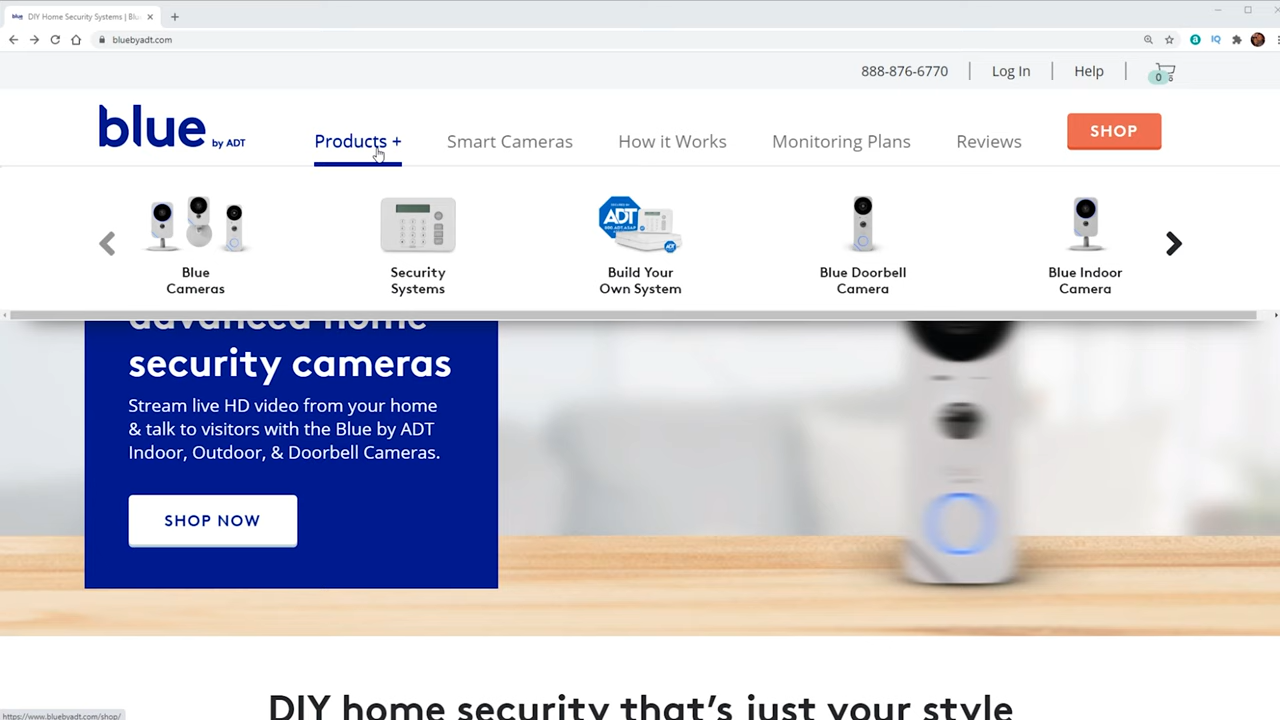 DIY Home Security Systems | Blu
bluebyadt.com
888-876-6770
Log In
Help
0
blue by ADT
Products +
Smart Cameras
How it Works
Monitoring Plans
Reviews
SHOP
ADT
Blue
Cameras
Security
Systems
Build Your
Own System
Blue Doorbell
Camera
Blue Indoor
Camera
advanced home
security cameras
Stream live HD video from your home
& talk to visitors with the Blue by ADT
Indoor, Outdoor, & Doorbell Cameras.
SHOP NOW
DIY home security that's just your style
https://www.bluebyadt.com/shop/